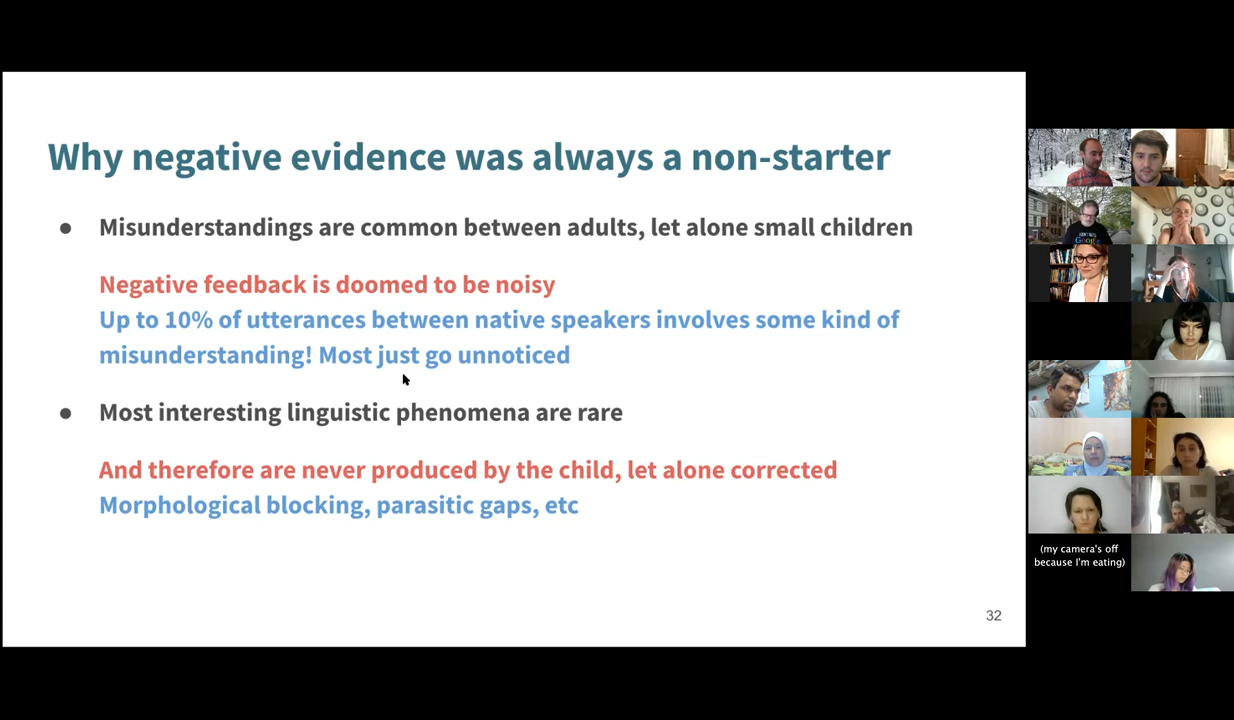 Why negative evidence was always a non-starter
● Misunderstandings are common between adults, let alone small children
Negative feedback is doomed to be noisy
Up to 10% of utterances between native speakers involves some kind of
misunderstanding! Most just go unnoticed
● Most interesting linguistic phenomena are rare
And therefore are never produced by the child, let alone corrected
Morphological blocking, parasitic gaps, etc
32
Google
(my camera's off
because I'm eating)